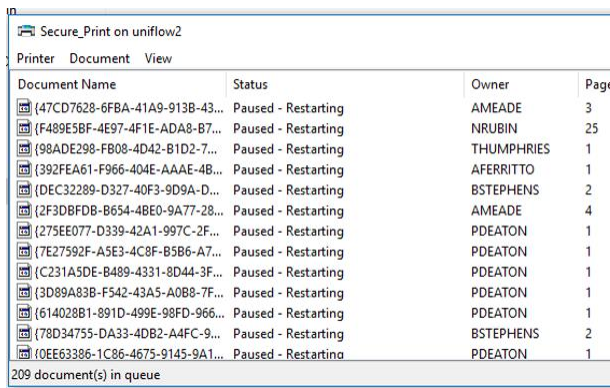 Secure_Print on uniflow2
Printer Document View
Document Name Status Owner Page
{47CD7628-6FBA-41A9-913B-43... Paused - Restarting AMEADE 3
{F489E5BF-4E97-4F1E-ADA8-B7... Paused - Restarting NRUBIN 25
{98ADE298-FB08-4D42-B1D2-7... Paused - Restarting THUMPHRIES 1
{392FEA61-F966-404E-AAAE-4B... Paused - Restarting AFERRITTO 1
{DEC32289-D327-40F3-9D9A-D... Paused - Restarting BSTEPHENS 2
{2F3DBFDB-B654-4BE0-9A77-28... Paused - Restarting AMEADE 4
{275EE077-D339-42A1-997C-2F... Paused - Restarting PDEATON 1
{7E27592F-A5E3-4C8F-B5B6-A7... Paused - Restarting PDEATON 1
{C231A5DE-B489-4331-8D44-3F... Paused - Restarting PDEATON 1
{3D89A83B-F542-43A5-A0B8-7F... Paused - Restarting PDEATON 1
{614028B1-891D-499E-98FD-966... Paused - Restarting PDEATON 1
{78D34755-DA33-4DB2-A4FC-9... Paused - Restarting BSTEPHENS 2
{0EE63386-1C86-4675-9145-9A1... Paused - Restarting PDEATON 1
209 document(s) in queue